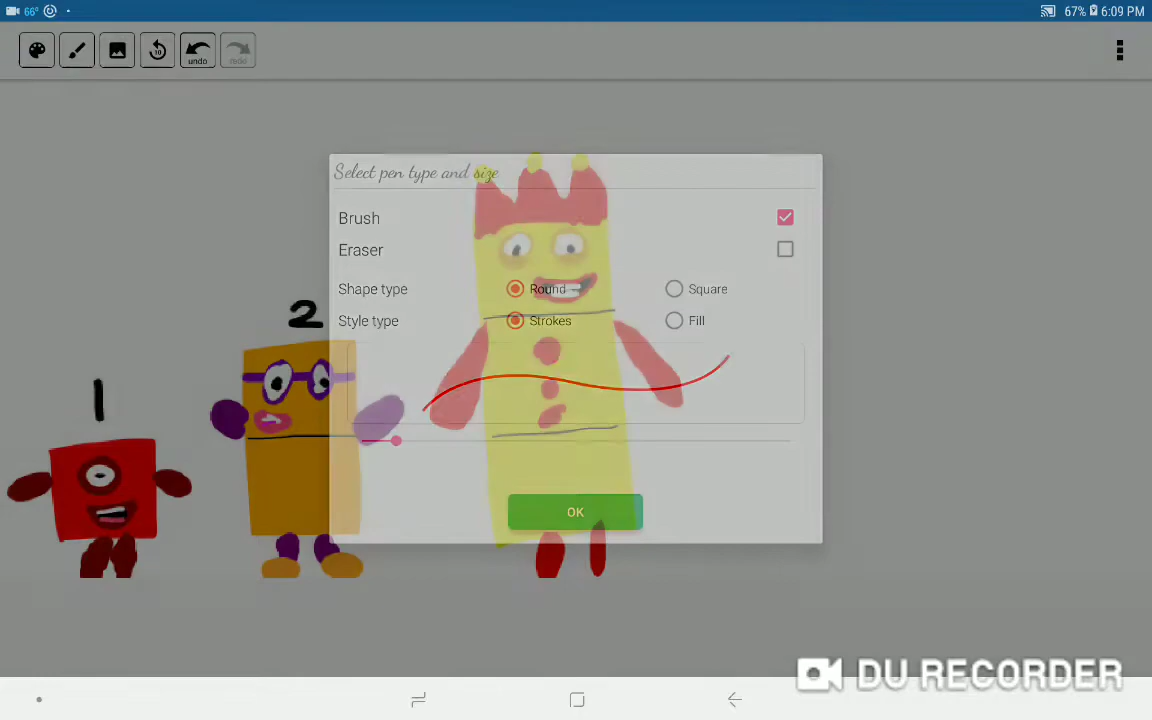 66°
67% 6:09 PM
10
undo
redo
Select pen type and size
Brush
Eraser
Shape type
Round
Square
Style type
Strokes
Fill
2
1
OK
DU RECORDER